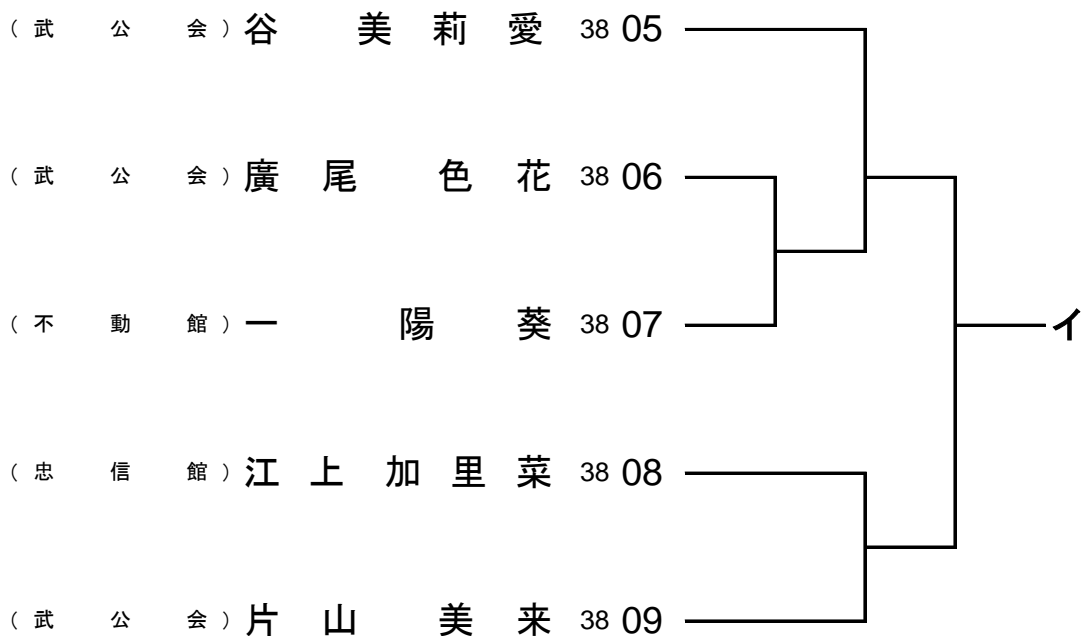 （武公会）谷 美莉愛 38 05
（武公会）廣尾 色花 38 06
（不動館）一 陽葵 38 07
イ
（忠信館）江上 加里菜 38 08
（武公会）片山 美来 38 09